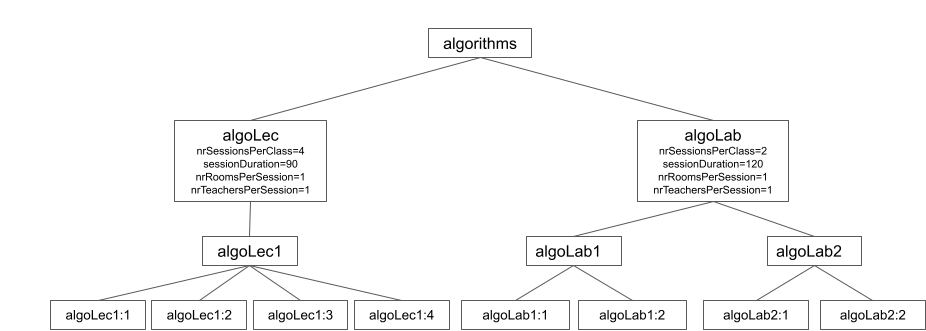 algorithms
algoLec
nrSessionsPerClass=4
sessionDuration=90
nrRoomsPerSession=1
nrTeachersPerSession=1
algoLab
nrSessionsPerClass=2
sessionDuration=120
nrRoomsPerSession=1
nrTeachersPerSession=1
algoLec1
algoLab1
algoLab2
algoLec1:1
algoLec1:2
algoLec1:3
algoLec1:4
algoLab1:1
algoLab1:2
algoLab2:1
algoLab2:2